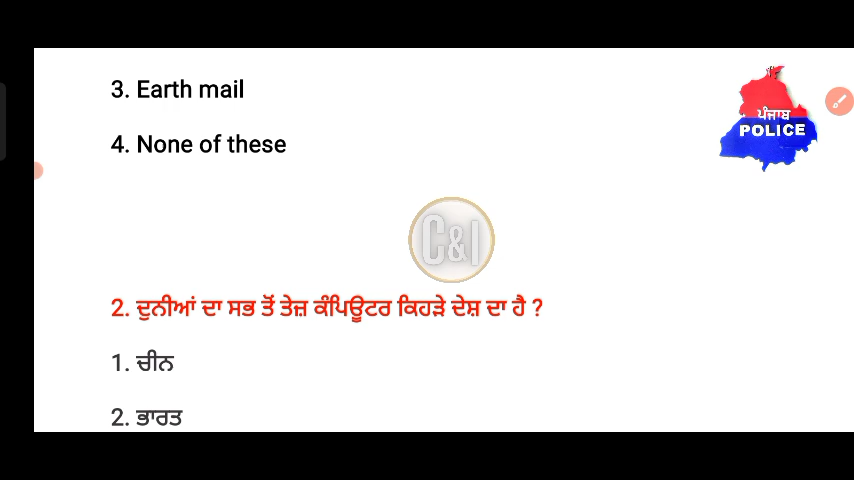 3. Earth mail
ਪੰਜਾਬ
POLICE
4. None of these
C&I
2. ਦੁਨੀਆਂ ਦਾ ਸਭ ਤੋਂ ਤੇਜ਼ ਕੰਪਿਊਟਰ ਕਿਹੜੇ ਦੇਸ਼ ਦਾ ਹੈ ?
1. ਚੀਨ
2. ਭਾਰਤ